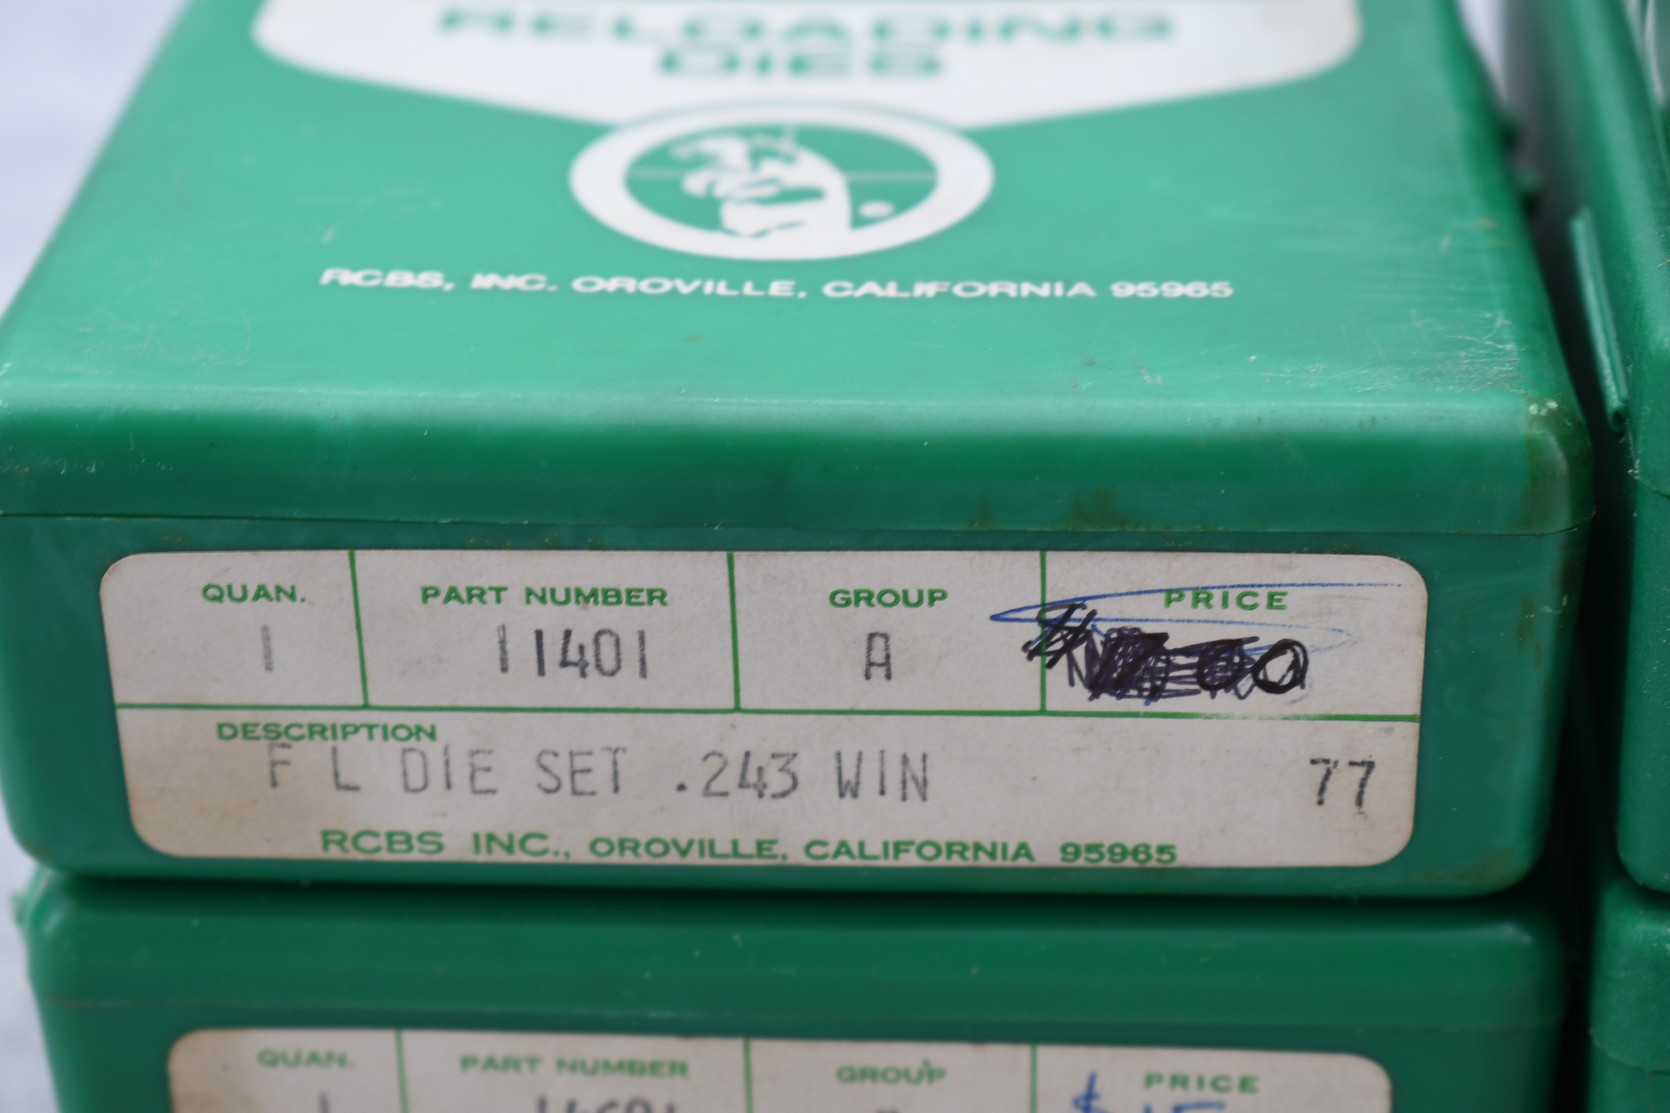 RELOADING
DIES
RCBS, INC. OROVILLE, CALIFORNIA 95965
QUAN. PART NUMBER GROUP PRICE
1 11401 A
DESCRIPTION
F L DIE SET .243 WIN 77
RCBS INC., OROVILLE, CALIFORNIA 95965
QUAN. PART NUMBER GROUP PRICE